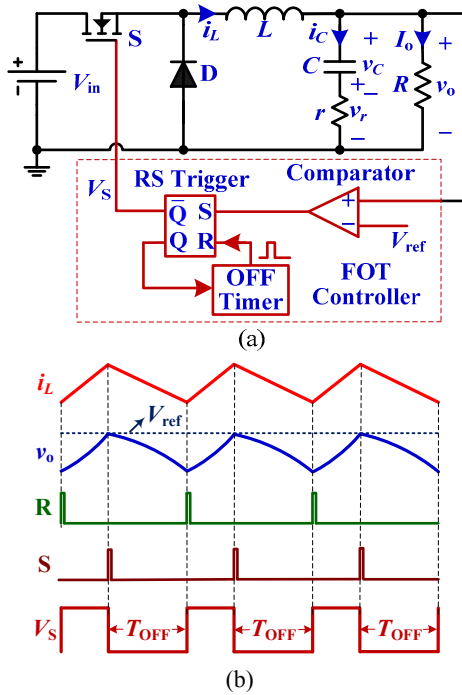 S
i_L L i_C I_o
+ + +
V_in D C v_C R v_o
- + −
r v_r
− −
V_S RS Trigger Comparator
Q̄ S +
Q R −
V_ref
OFF Timer
FOT Controller
(a)
i_L
V_ref
v_o
R
S
V_S T_OFF T_OFF T_OFF
(b)